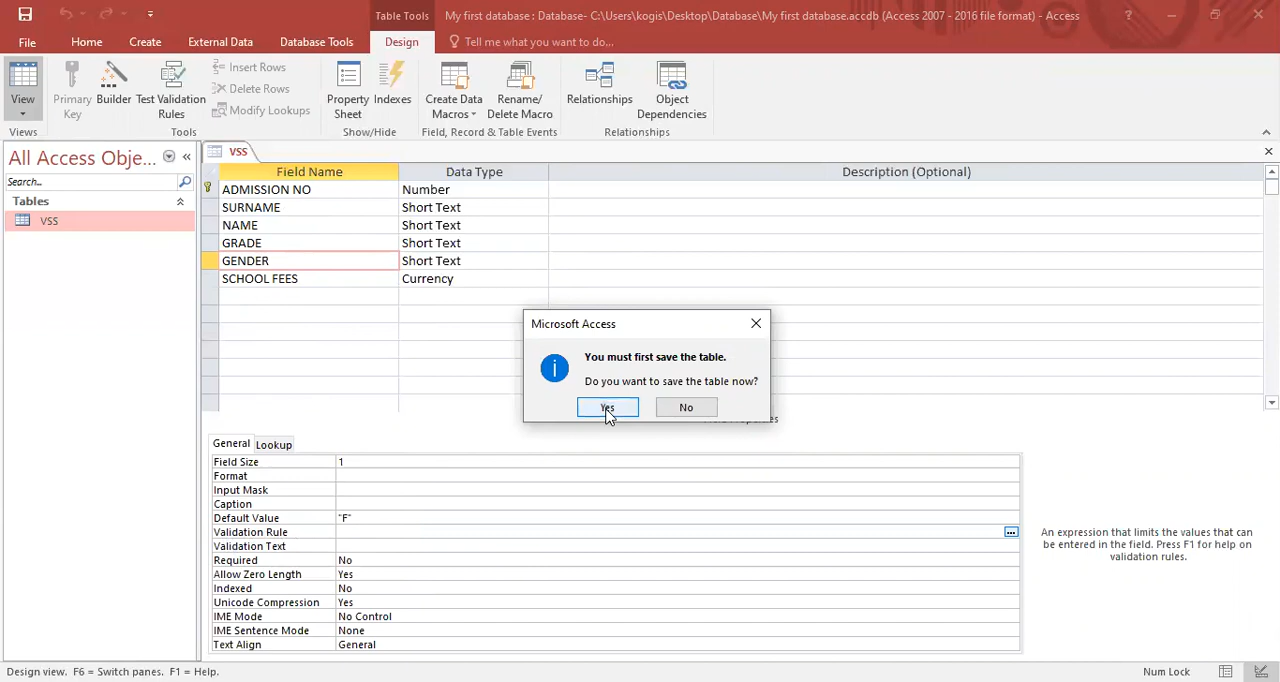 Table Tools
My first database : Database- C:\Users\kogis\Desktop\Database\My first database.accdb (Access 2007 - 2016 file format) - Access
?
File Home Create External Data Database Tools Design Tell me what you want to do...
View
Primary Key
Builder
Test Validation Rules
Insert Rows
Delete Rows
Modify Lookups
Property Sheet
Indexes
Create Data Macros
Rename/ Delete Macro
Relationships
Object Dependencies
Views Tools Show/Hide Field, Record & Table Events Relationships
All Access Obje...
Search...
Tables
VSS
VSS
Field Name Data Type Description (Optional)
ADMISSION NO Number
SURNAME Short Text
NAME Short Text
GRADE Short Text
GENDER Short Text
SCHOOL FEES Currency
Microsoft Access
You must first save the table.
Do you want to save the table now?
Yes No
General Lookup
Field Size 1
Format
Input Mask
Caption
Default Value "F"
Validation Rule
Validation Text
Required No
Allow Zero Length Yes
Indexed No
Unicode Compression Yes
IME Mode No Control
IME Sentence Mode None
Text Align General
An expression that limits the values that can
be entered in the field. Press F1 for help on
validation rules.
Design view. F6 = Switch panes. F1 = Help.
Num Lock